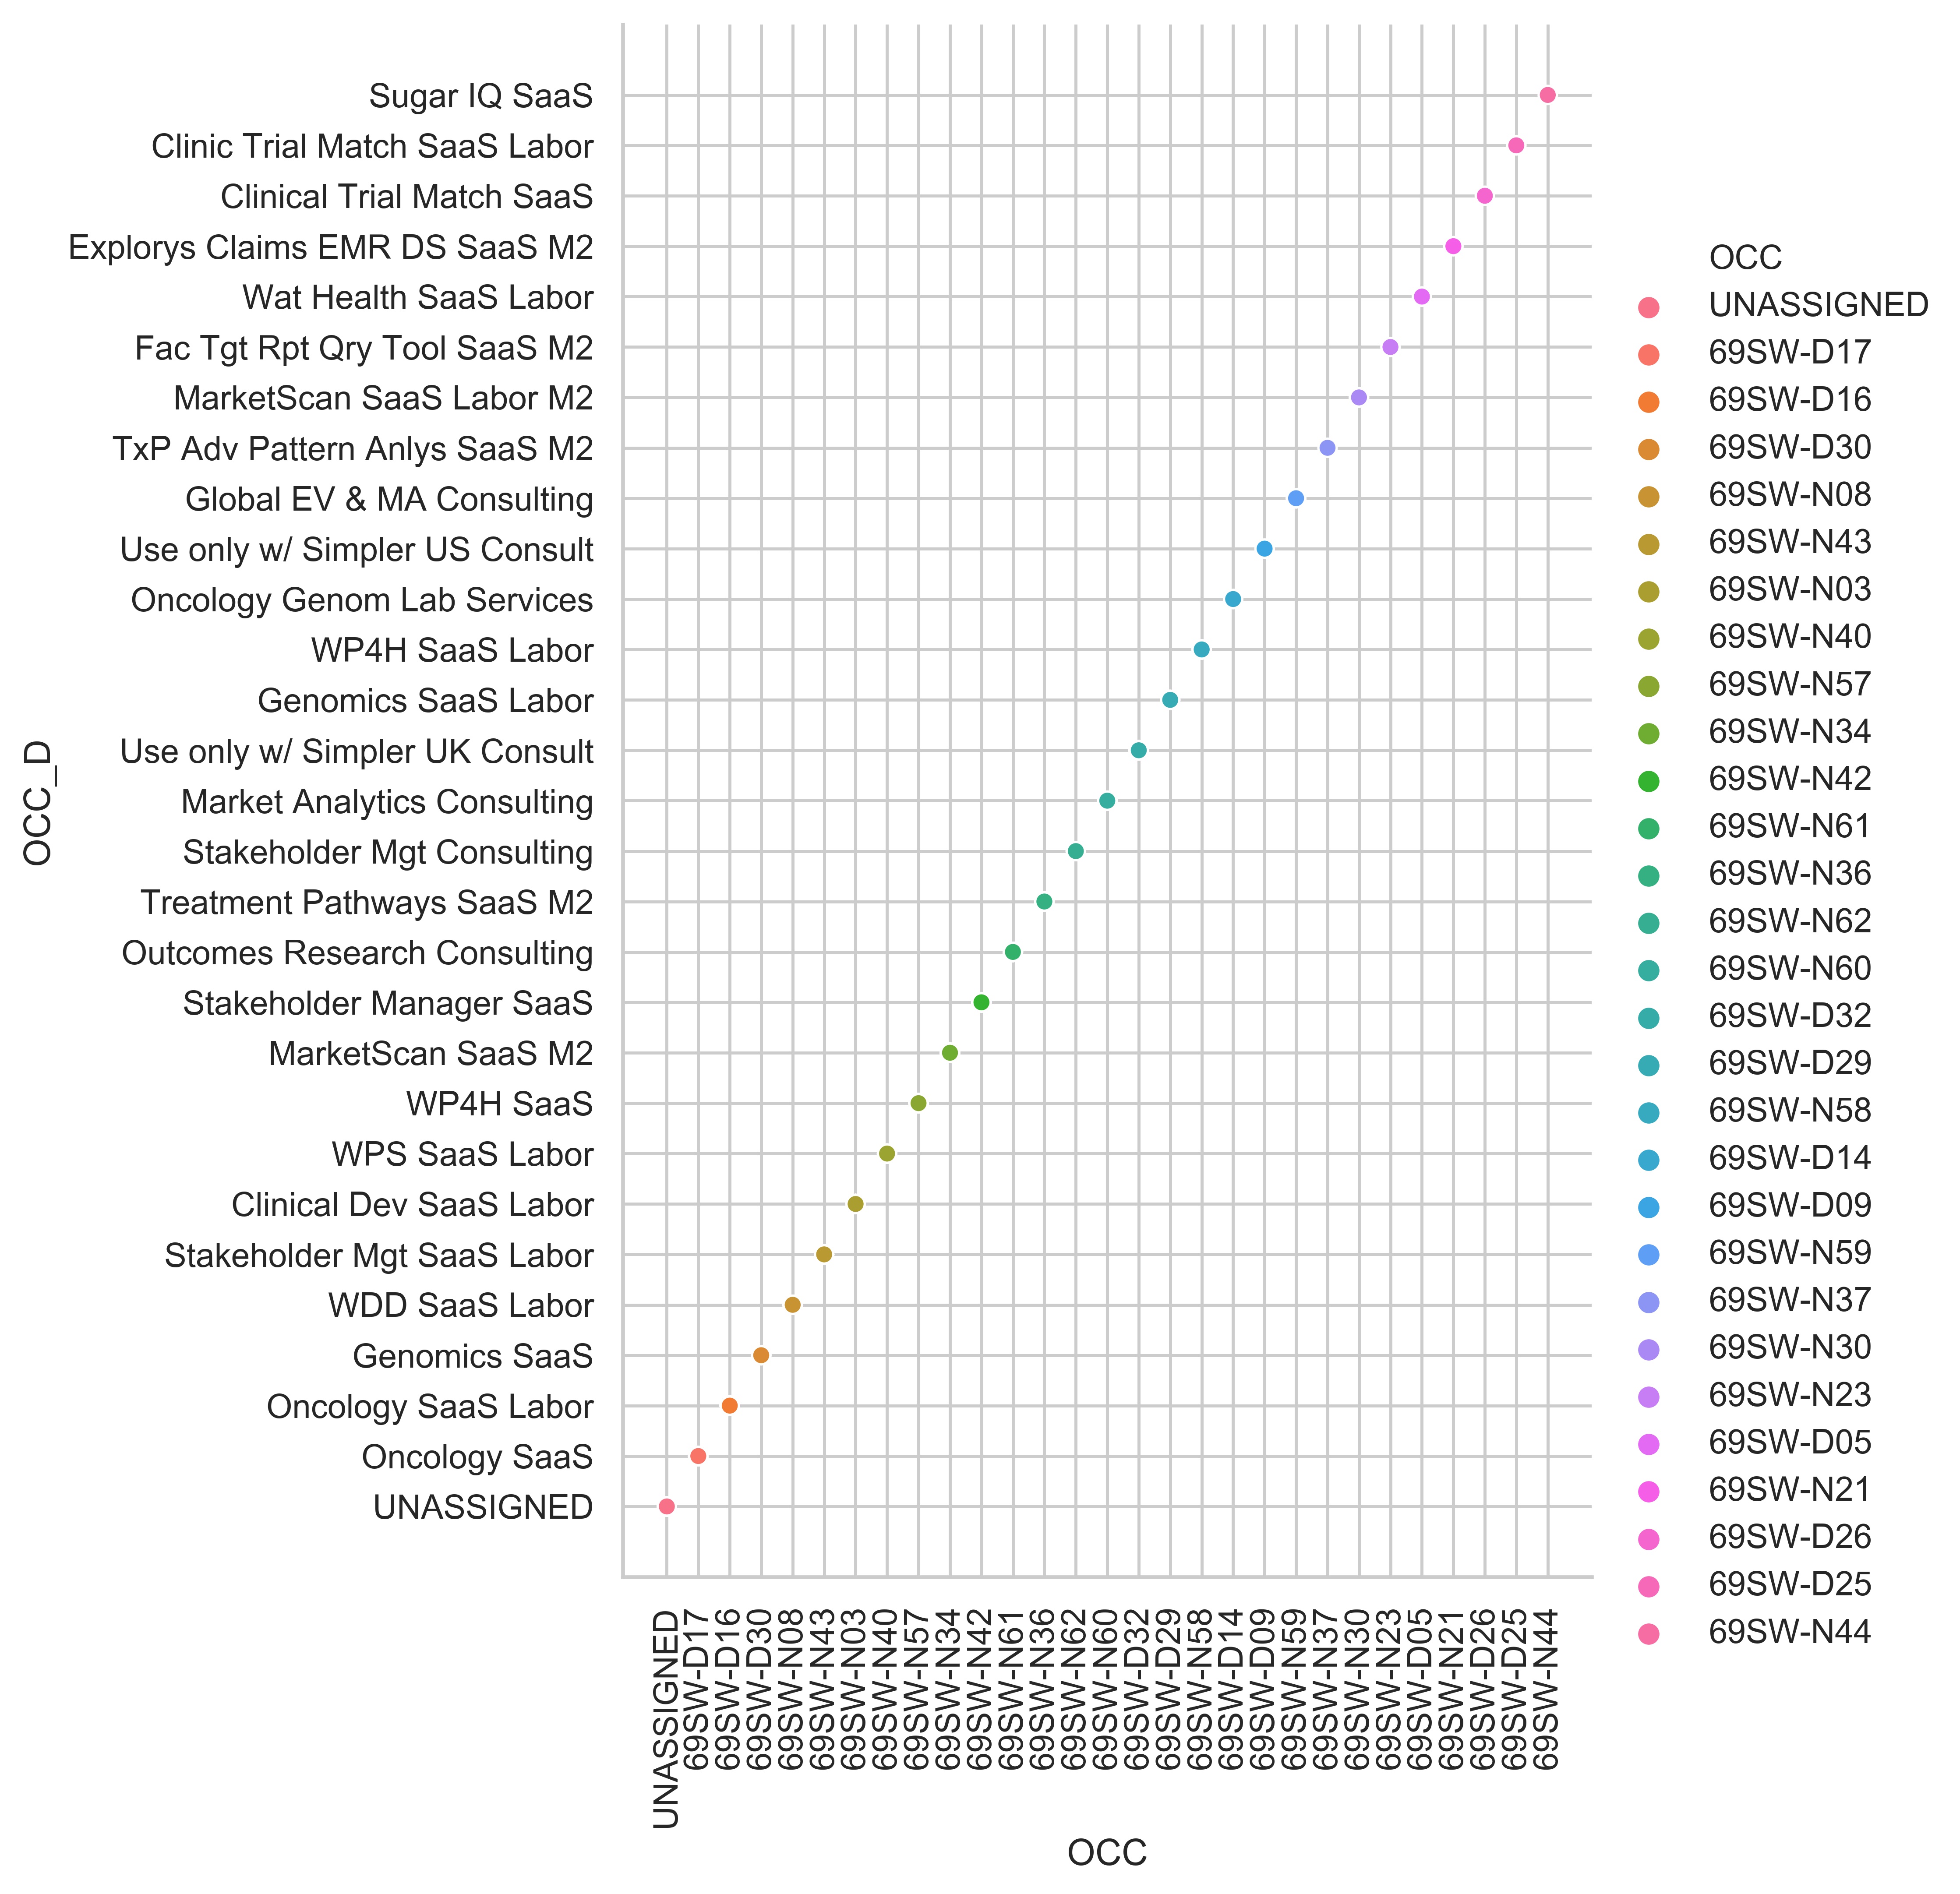 Sugar IQ SaaS
Clinic Trial Match SaaS Labor
Clinical Trial Match SaaS
Explorys Claims EMR DS SaaS M2
Wat Health SaaS Labor
Fac Tgt Rpt Qry Tool SaaS M2
MarketScan SaaS Labor M2
TxP Adv Pattern Anlys SaaS M2
Global EV & MA Consulting
Use only w/ Simpler US Consult
Oncology Genom Lab Services
WP4H SaaS Labor
Genomics SaaS Labor
Use only w/ Simpler UK Consult
Market Analytics Consulting
Stakeholder Mgt Consulting
Treatment Pathways SaaS M2
Outcomes Research Consulting
Stakeholder Manager SaaS
MarketScan SaaS M2
WP4H SaaS
WPS SaaS Labor
Clinical Dev SaaS Labor
Stakeholder Mgt SaaS Labor
WDD SaaS Labor
Genomics SaaS
Oncology SaaS Labor
Oncology SaaS
UNASSIGNED
OCC_D
UNASSIGNED
69SW-D17
69SW-D16
69SW-D30
69SW-N08
69SW-N43
69SW-N03
69SW-N40
69SW-N57
69SW-N34
69SW-N42
69SW-N61
69SW-N36
69SW-N62
69SW-N60
69SW-D32
69SW-D29
69SW-N58
69SW-D14
69SW-D09
69SW-N59
69SW-N37
69SW-N30
69SW-N23
69SW-D05
69SW-N21
69SW-D26
69SW-D25
69SW-N44
OCC
OCC
UNASSIGNED
69SW-D17
69SW-D16
69SW-D30
69SW-N08
69SW-N43
69SW-N03
69SW-N40
69SW-N57
69SW-N34
69SW-N42
69SW-N61
69SW-N36
69SW-N62
69SW-N60
69SW-D32
69SW-D29
69SW-N58
69SW-D14
69SW-D09
69SW-N59
69SW-N37
69SW-N30
69SW-N23
69SW-D05
69SW-N21
69SW-D26
69SW-D25
69SW-N44